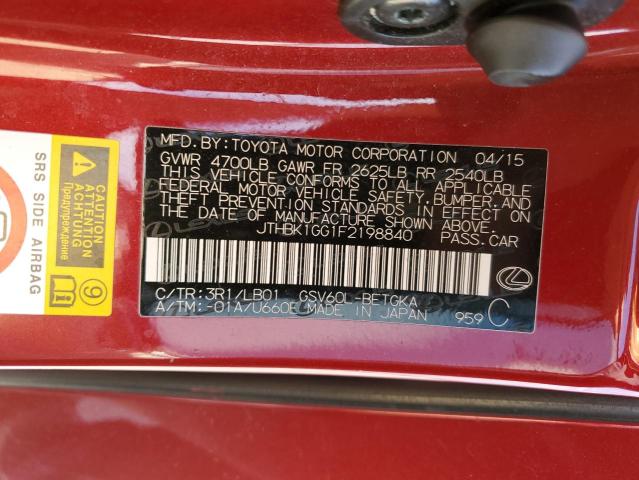 MFD. BY: TOYOTA MOTOR CORPORATION 04/15
GVWR 4700LB GAWR FR 2625LB RR 2540LB
THIS VEHICLE CONFORMS TO ALL APPLICABLE
FEDERAL MOTOR VEHICLE SAFETY, BUMPER, AND
THEFT PREVENTION STANDARDS IN EFFECT ON
THE DATE OF MANUFACTURE SHOWN ABOVE.
JTHBK1GG1F2198840 PASS. CAR
C/TR: 3R1/LB01 GSV60L-BETGKA
A/TM: -01A/U660E MADE IN JAPAN 959 C
SRS SIDE AIRBAG
ACHTUNG
Предупреждение
9